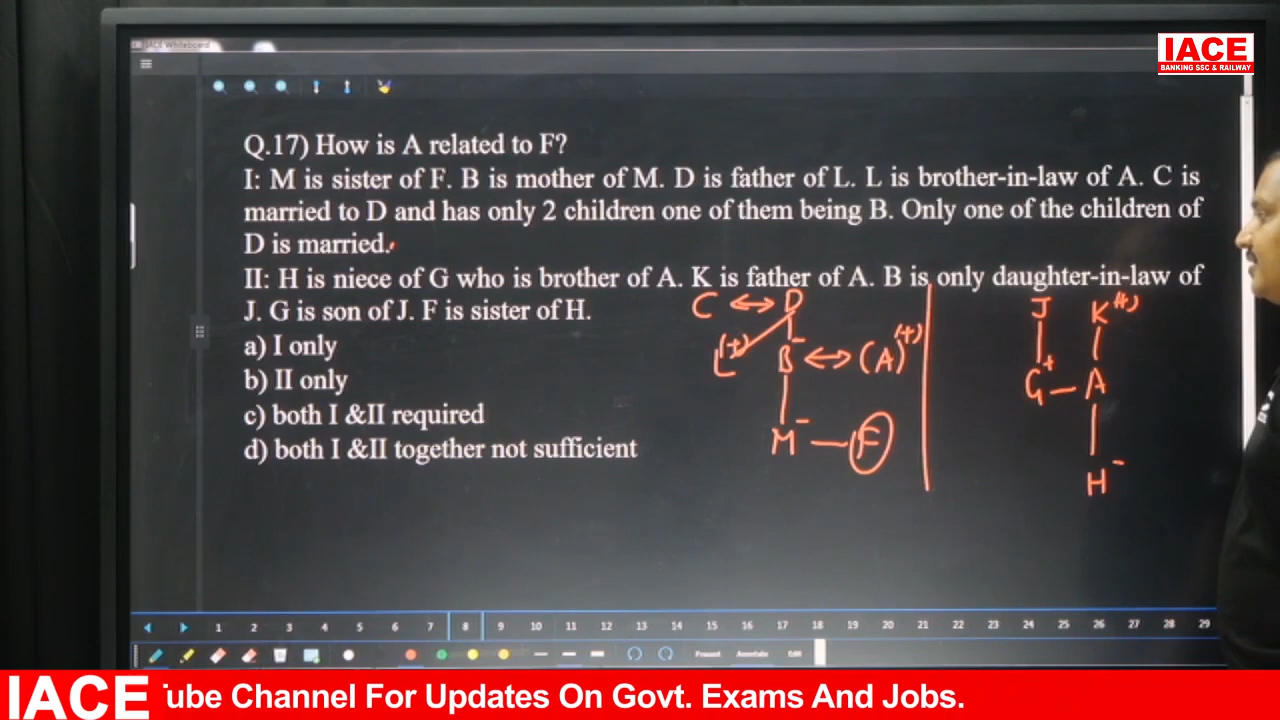 IACE Whiteboard
IACE
BANKING SSC & RAILWAY
Q.17) How is A related to F?
I: M is sister of F. B is mother of M. D is father of L. L is brother-in-law of A. C is
married to D and has only 2 children one of them being B. Only one of the children of
D is married.
II: H is niece of G who is brother of A. K is father of A. B is only daughter-in-law of
J. G is son of J. F is sister of H.
a) I only
b) II only
c) both I &II required
d) both I &II together not sufficient
C ↔ D
L (+) B - ↔ (A) (+)
M - — F
J K (+)
G + — A
H -
1 2 3 4 5 6 7 8 9 10 11 12 13 14 15 16 17 18 19 20 21 22 23 24 25 26 27 28 29
Present Annotate Edit
IACE Tube Channel For Updates On Govt. Exams And Jobs.